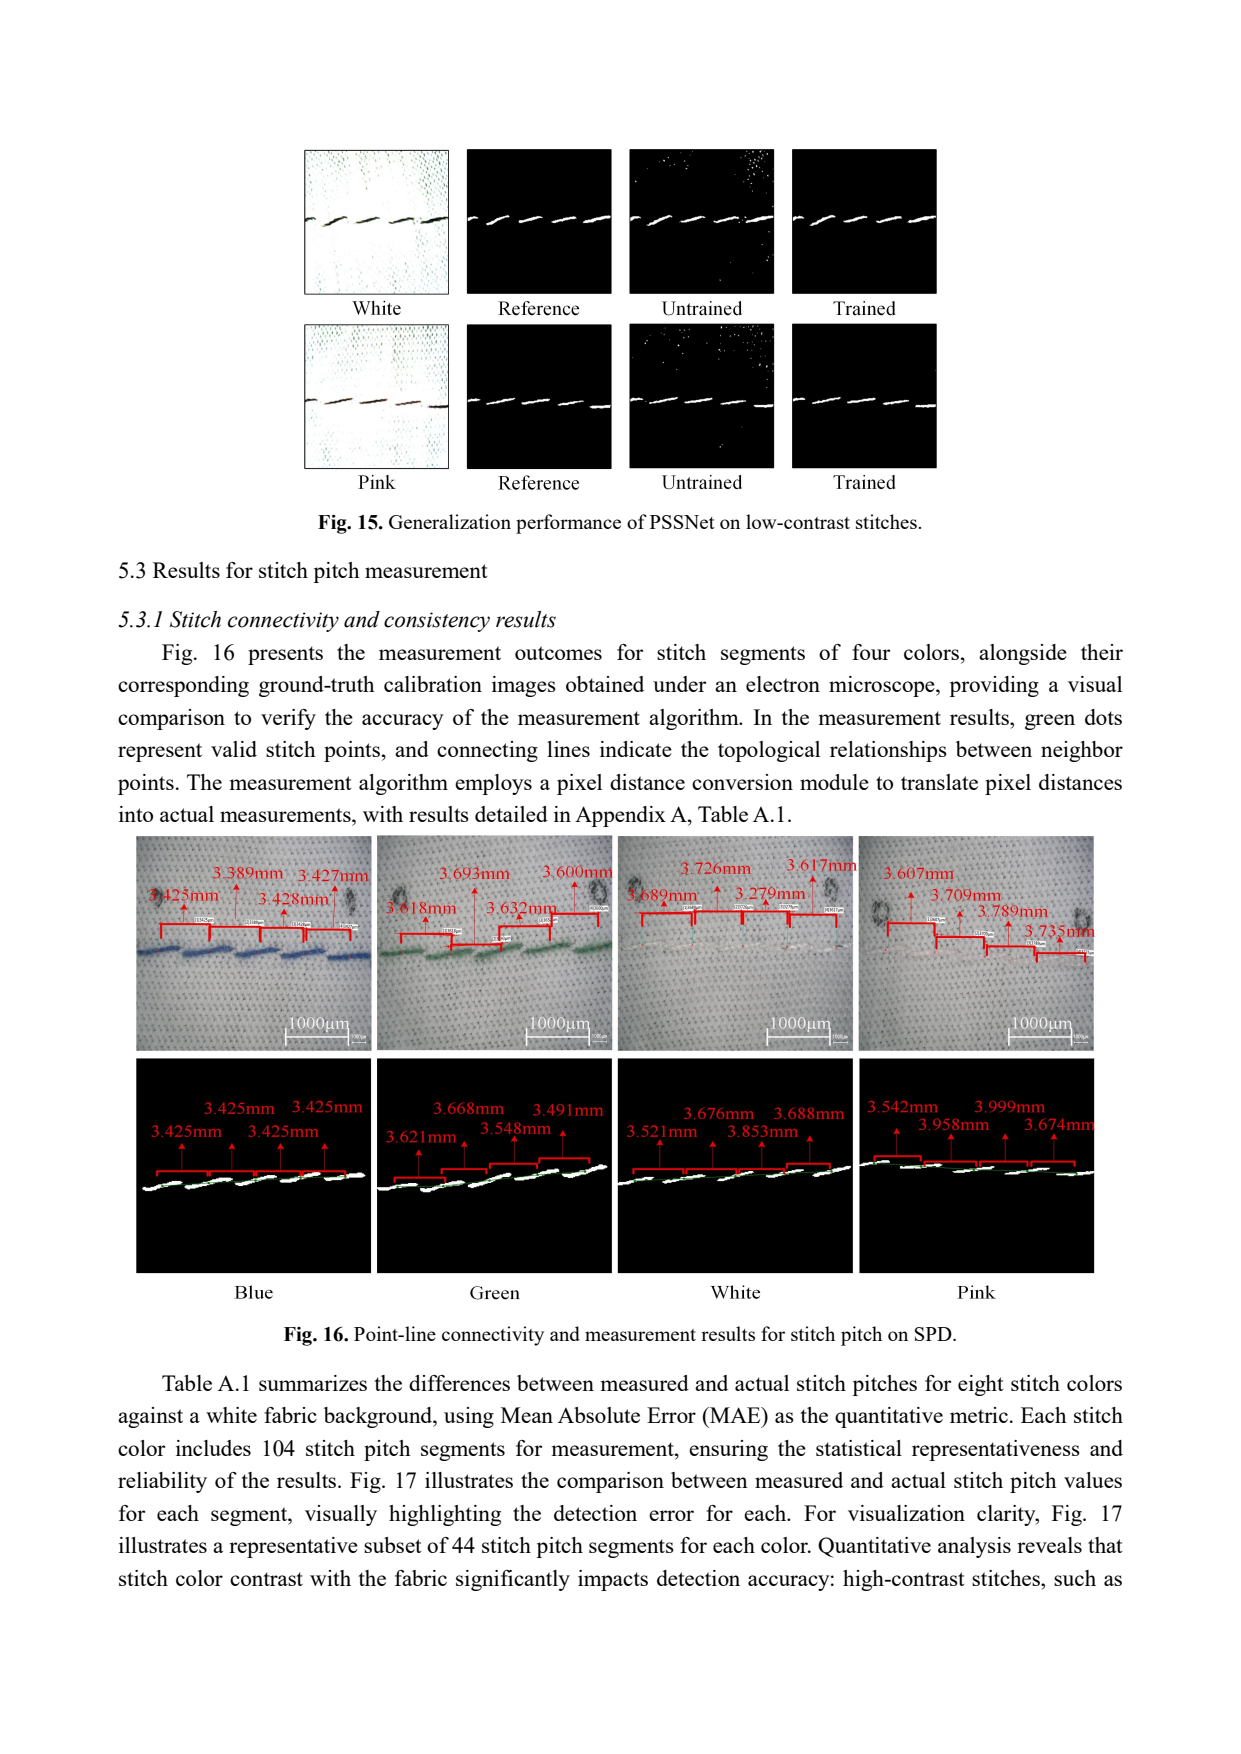 White Reference Untrained Trained
Pink Reference Untrained Trained
Fig. 15. Generalization performance of PSSNet on low-contrast stitches.
5.3 Results for stitch pitch measurement
5.3.1 Stitch connectivity and consistency results
Fig. 16 presents the measurement outcomes for stitch segments of four colors, alongside their
corresponding ground-truth calibration images obtained under an electron microscope, providing a visual
comparison to verify the accuracy of the measurement algorithm. In the measurement results, green dots
represent valid stitch points, and connecting lines indicate the topological relationships between neighbor
points. The measurement algorithm employs a pixel distance conversion module to translate pixel distances
into actual measurements, with results detailed in Appendix A, Table A.1.
3.389mm 3.427mm
3.425mm 3.428mm
1000μm
3.693mm 3.600mm
3.618mm 3.632mm
1000μm
3.726mm 3.617mm
3.689mm 3.279mm
1000μm
3.607mm
3.709mm
3.789mm
3.735mm
1000μm
3.425mm 3.425mm
3.425mm 3.425mm
3.668mm 3.491mm
3.621mm 3.548mm
3.676mm 3.688mm
3.521mm 3.853mm
3.542mm 3.999mm
3.958mm 3.674mm
Blue Green White Pink
Fig. 16. Point-line connectivity and measurement results for stitch pitch on SPD.
Table A.1 summarizes the differences between measured and actual stitch pitches for eight stitch colors
against a white fabric background, using Mean Absolute Error (MAE) as the quantitative metric. Each stitch
color includes 104 stitch pitch segments for measurement, ensuring the statistical representativeness and
reliability of the results. Fig. 17 illustrates the comparison between measured and actual stitch pitch values
for each segment, visually highlighting the detection error for each. For visualization clarity, Fig. 17
illustrates a representative subset of 44 stitch pitch segments for each color. Quantitative analysis reveals that
stitch color contrast with the fabric significantly impacts detection accuracy: high-contrast stitches, such as